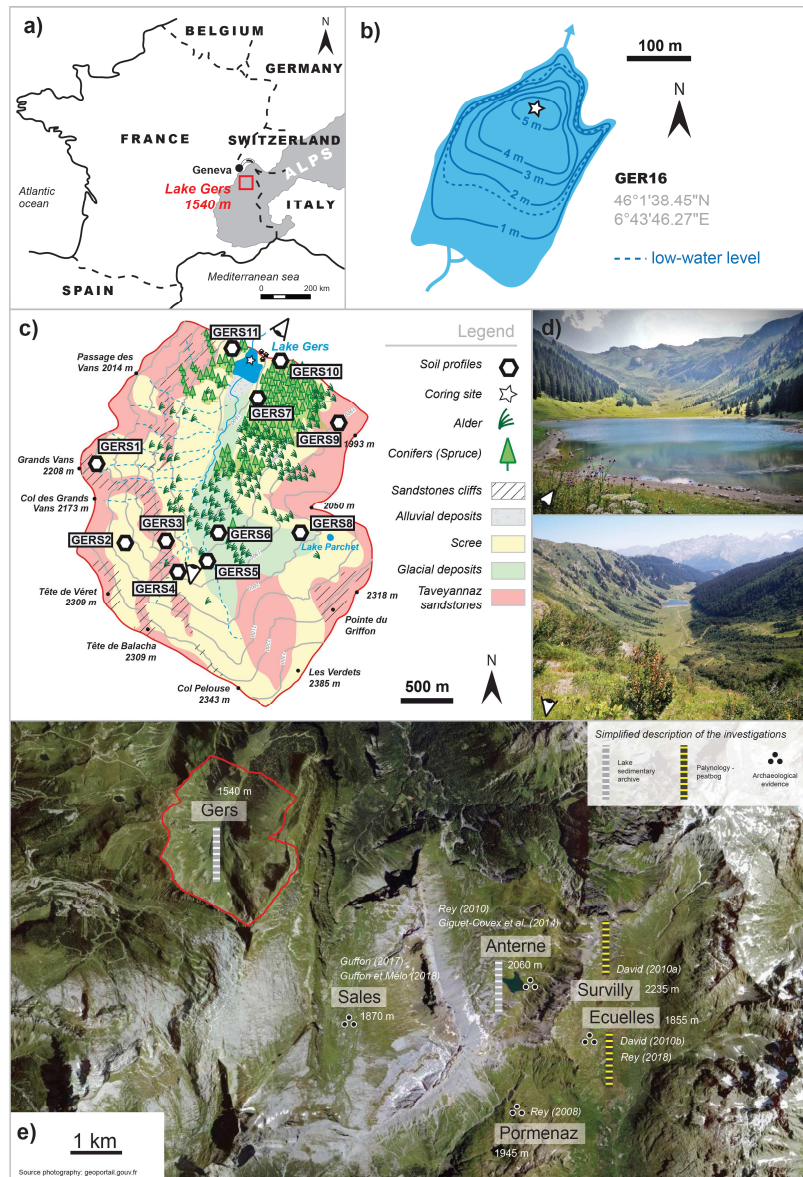 a)
BELGIUM
N
GERMANY
FRANCE
SWITZERLAND
ALPS
Geneva
Lake Gers
1540 m
Atlantic
ocean
ITALY
Mediterranean sea
SPAIN
0 200 km
b)
100 m
N
5 m
4 m
3 m
2 m
1 m
GER16
46°1'38.45"N
6°43'46.27"E
low-water level
c)
GERS11
Lake Gers
Passage des
Vans 2014 m
GERS10
GERS7
GERS9
1993 m
GERS1
Grands Vans
2208 m
Col des Grands
Vans 2173 m
2060 m
GERS3
GERS2
GERS6
GERS8
Lake Parchet
GERS5
GERS4
Tête de Véret
2309 m
2318 m
Pointe du
Griffon
Tête de Balacha
2309 m
Les Verdets
2385 m
Col Pelouse
2343 m
500 m
N
Legend
Soil profiles
Coring site
Alder
Conifers (Spruce)
Sandstones cliffs
Alluvial deposits
Scree
Glacial deposits
Taveyannaz
sandstones
d)
Simplified description of the investigations
Lake
sedimentary
archive
Palynology -
peatbog
Archaeological
evidence
1540 m
Gers
Rey (2010)
Giguet-Covex et al. (2014)
Anterne
2060 m
Guffon (2017)
Guffon et Mélo (2018)
Sales
1870 m
David (2010a)
Survilly
2235 m
Ecuelles
1855 m
David (2010b)
Rey (2018)
Rey (2008)
Pormenaz
1945 m
e)
1 km
Source photography: geoportail.gouv.fr